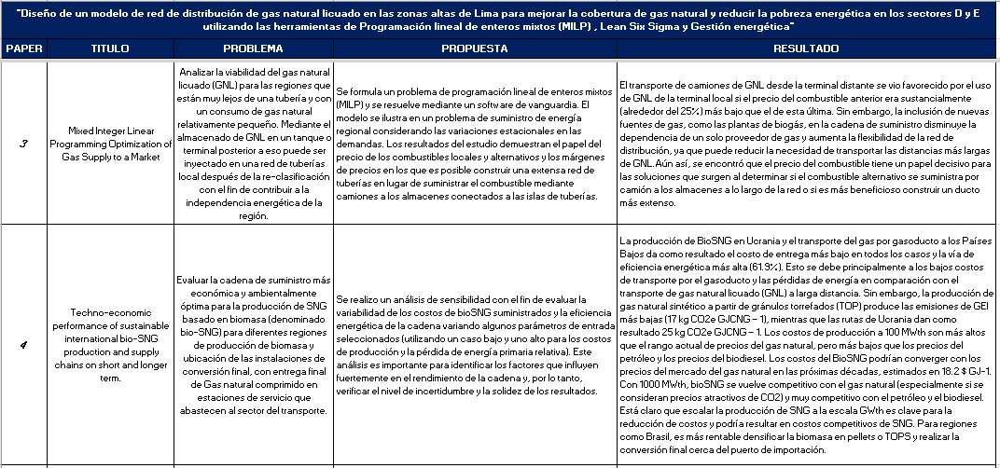 "Diseño de un modelo de red de distribución de gas natural licuado en las zonas altas de Lima para mejorar la cobertura de gas natural y reducir la pobreza energética en los sectores D y E
utilizando las herramientas de Programación lineal de enteros mixtos (MILP) , Lean Six Sigma y Gestión energética"
PAPER TITULO PROBLEMA PROPUESTA RESULTADO
3
Mixed Integer Linear
Programming Optimization of
Gas Supply to a Market
Analizar la viabilidad del gas natural
licuado (GNL) para las regiones que
están muy lejos de una tubería y con
un consumo de gas natural
relativamente pequeño. Mediante el
almacenado de GNL en un tanque o
terminal posterior a eso puede ser
inyectado en una red de tuberías
local después de la re-clasificación
con el fin de contribuir a la
independencia energética de la
región.
Se formula un problema de programación lineal de enteros mixtos
(MILP) y se resuelve mediante un software de vanguardia. El
modelo se ilustra en un problema de suministro de energía
regional considerando las variaciones estacionales en las
demandas. Los resultados del estudio demuestran el papel del
precio de los combustibles locales y alternativos y los márgenes
de precios en los que es posible construir una extensa red de
tuberías en lugar de suministrar el combustible mediante
camiones a los almacenes conectados a las islas de tuberías.
El transporte de camiones de GNL desde la terminal distante se vio favorecido por el uso
de GNL de la terminal local si el precio del combustible anterior era sustancialmente
(alrededor del 25%) más bajo que el de esta última. Sin embargo, la inclusión de nuevas
fuentes de gas, como las plantas de biogás, en la cadena de suministro disminuye la
dependencia de un solo proveedor de gas y aumenta la flexibilidad de la red de
distribución, ya que puede reducir la necesidad de transportar las distancias más largas
de GNL. Aún así, se encontró que el precio del combustible tiene un papel decisivo para
las soluciones que surgen al determinar si el combustible alternativo se suministra por
camión a los almacenes a lo largo de la red o si es más beneficioso construir un ducto
más extenso.
4
Techno-economic
performance of sustainable
international bio-SNG
production and supply
chains on short and longer
term.
Evaluar la cadena de suministro más
económica y ambientalmente
óptima para la producción de SNG
basado en biomasa (denominado
bio-SNG) para diferentes regiones
de producción de biomasa y
ubicación de las instalaciones de
conversión final, con entrega final
de Gas natural comprimido en
estaciones de servicio que
abastecen al sector del transporte.
Se realizo un análisis de sensibilidad con el fin de evaluar la
variabilidad de los costos de bioSNG suministrados y la eficiencia
energética de la cadena variando algunos parámetros de entrada
seleccionados (utilizando un caso bajo y uno alto para los costos
de producción y la pérdida de energía primaria relativa). Este
análisis es importante para identificar los factores que influyen
fuertemente en el rendimiento de la cadena y, por lo tanto,
verificar el nivel de incertidumbre y la solidez de los resultados.
La producción de BioSNG en Ucrania y el transporte del gas por gasoducto a los Países
Bajos da como resultado el costo de entrega más bajo en todos los casos y la vía de
eficiencia energética más alta (61.9%). Esto se debe principalmente a los bajos costos
de transporte por el gasoducto y las pérdidas de energía en comparación con el
transporte de gas natural licuado (GNL) a larga distancia. Sin embargo, la producción de
gas natural sintético a partir de gránulos torrefados (TOP) produce las emisiones de GEI
más bajas (17 kg CO2e GJCNG − 1), mientras que las rutas de Ucrania dan como
resultado 25 kg CO2e GJCNG − 1. Los costos de producción a 100 MWth son más altos
que el rango actual de precios del gas natural, pero más bajos que los precios del
petróleo y los precios del biodiesel. Los costos del BioSNG podrían converger con los
precios del mercado del gas natural en las próximas décadas, estimados en 18.2 $ GJ-1.
Con 1000 MWth, bioSNG se vuelve competitivo con el gas natural (especialmente si se
consideran precios atractivos de CO2) y muy competitivo con el petróleo y el biodiesel.
Está claro que escalar la producción de SNG a la escala GWth es clave para la
reducción de costos y podría resultar en costos competitivos de SNG. Para regiones
como Brasil, es más rentable densificar la biomasa en pellets o TOPS y realizar la
conversión final cerca del puerto de importación.